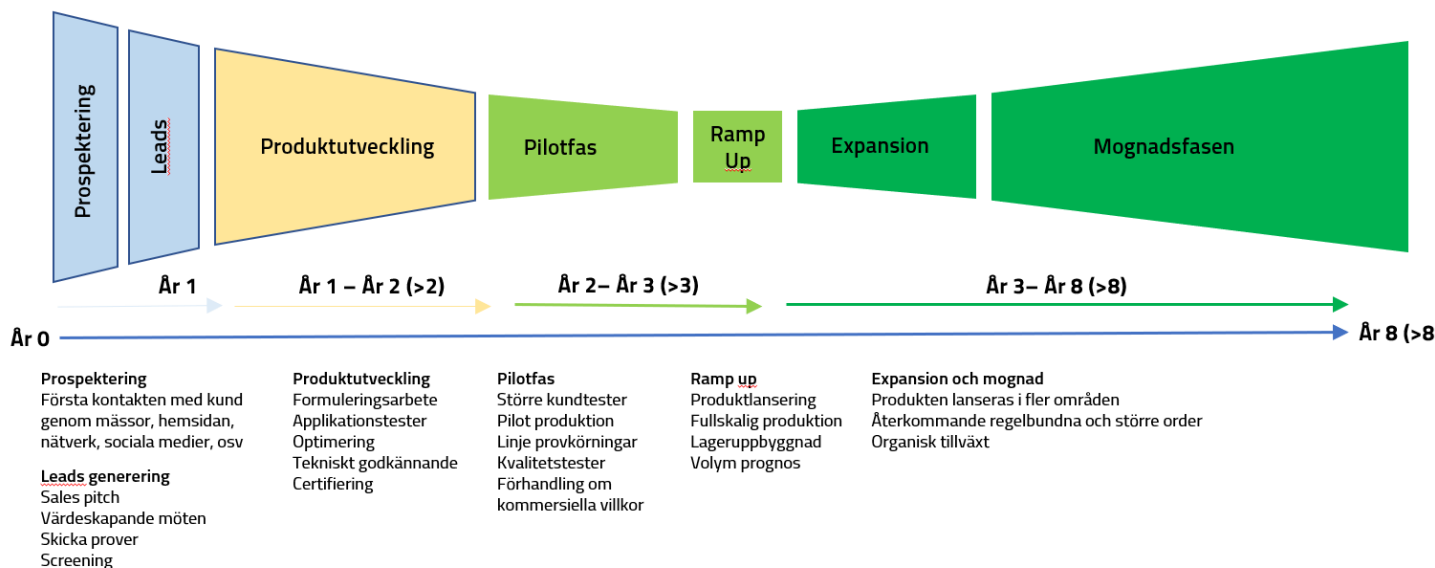 Prospektering
Leads
Produktutveckling
Pilotfas
Ramp
Up
Expansion
Mognadsfasen
År 1
År 1 – År 2 (>2)
År 2– År 3 (>3)
År 3– År 8 (>8)
År 0
År 8 (>8
Prospektering
Första kontakten med kund
genom mässor, hemsidan,
nätverk, sociala medier, osv
Leads generering
Sales pitch
Värdeskapande möten
Skicka prover
Screening
Produktutveckling
Formuleringsarbete
Applikationstester
Optimering
Tekniskt godkännande
Certifiering
Pilotfas
Större kundtester
Pilot produktion
Linje provkörningar
Kvalitetstester
Förhandling om
kommersiella villkor
Ramp up
Produktlansering
Fullskalig produktion
Lageruppbyggnad
Volym prognos
Expansion och mognad
Produkten lanseras i fler områden
Återkommande regelbundna och större order
Organisk tillväxt